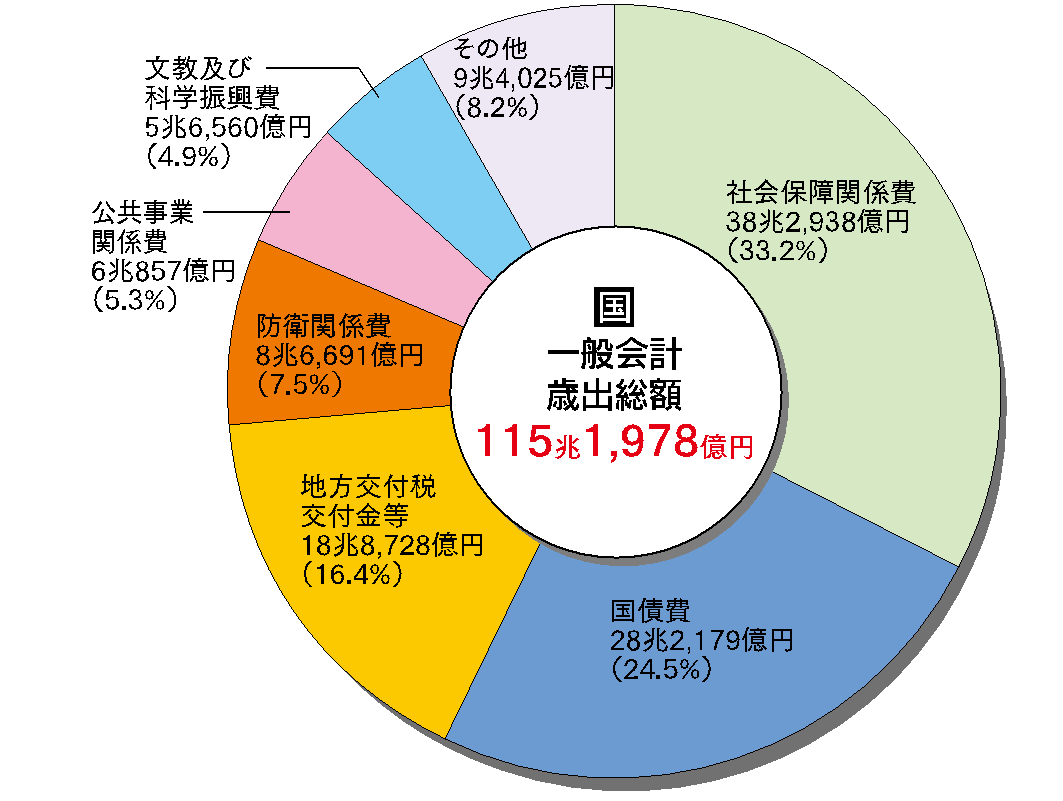 国
一般会計
歳出総額
115兆1,978億円
社会保障関係費
38兆2,938億円
(33.2%)
国債費
28兆2,179億円
(24.5%)
地方交付税
交付金等
18兆8,728億円
(16.4%)
防衛関係費
8兆6,691億円
(7.5%)
公共事業
関係費
6兆857億円
(5.3%)
文教及び
科学振興費
5兆6,560億円
(4.9%)
その他
9兆4,025億円
(8.2%)